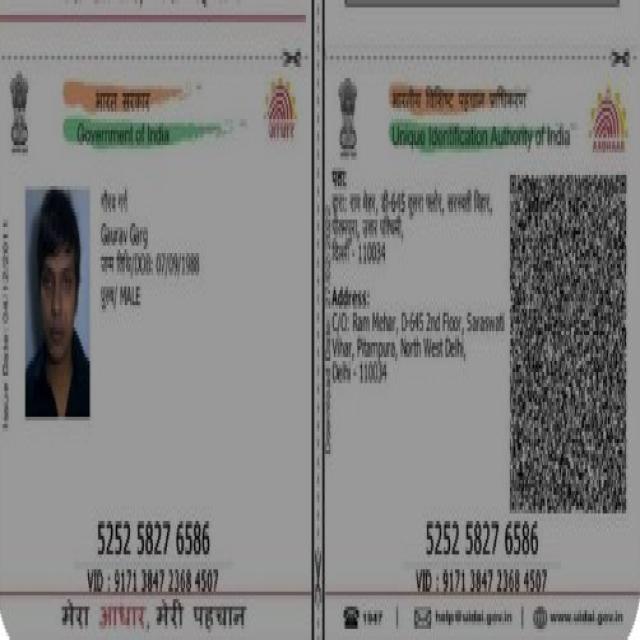 भारत सरकार
Government of India
आधार
Issue Date: 04/12/2011
गौरव गर्ग
Gaurav Garg
जन्म तिथि/DOB: 07/09/1988
पुरुष/ MALE
5252 5827 6586
VID : 9171 3847 2368 4507
मेरा आधार, मेरी पहचान
भारतीय विशिष्ट पहचान प्राधिकरण
Unique Identification Authority of India
AADHAAR
पता:
राम मेहर, डी-645 दूसरा फ्लोर, सरस्वती विहार,
पीतमपुरा, उत्तर पश्चिमी,
दिल्ली - 110034
Address:
C/O: Ram Mehar, D-645 2nd Floor, Saraswati
Vihar, Pitampura, North West Delhi,
Delhi - 110034
5252 5827 6586
VID : 9171 3847 2368 4507
1947 | help@uidai.gov.in | www.uidai.gov.in